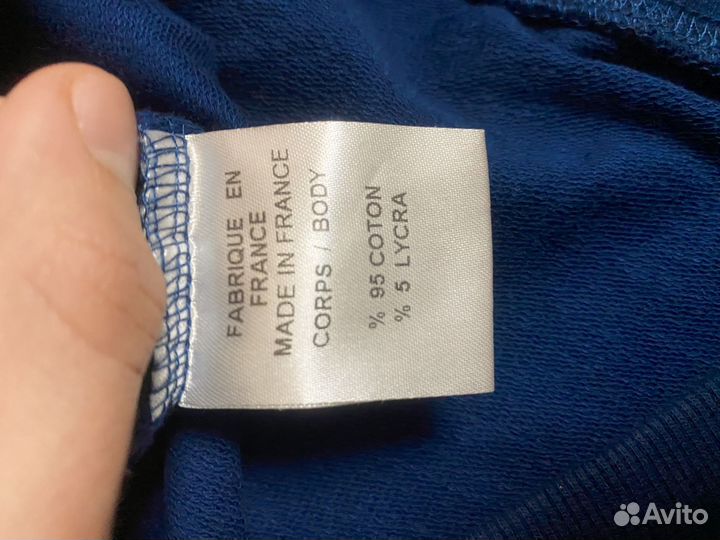 FABRIQUE EN
FRANCE
MADE IN FRANCE
CORPS / BODY
% 95 COTON
% 5 LYCRA
Avito